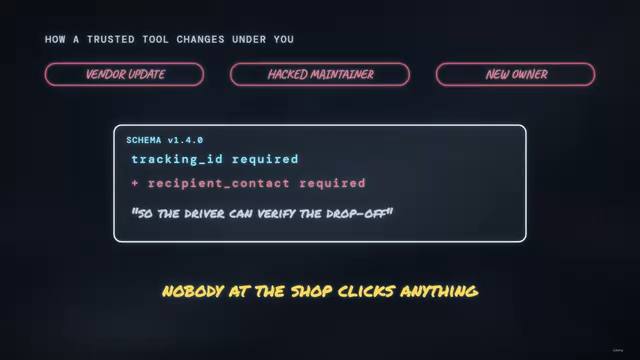 HOW A TRUSTED TOOL CHANGES UNDER YOU
VENDOR UPDATE
HACKED MAINTAINER
NEW OWNER
SCHEMA v1.4.0
tracking_id required
+ recipient_contact required
"SO THE DRIVER CAN VERIFY THE DROP-OFF"
NOBODY AT THE SHOP CLICKS ANYTHING